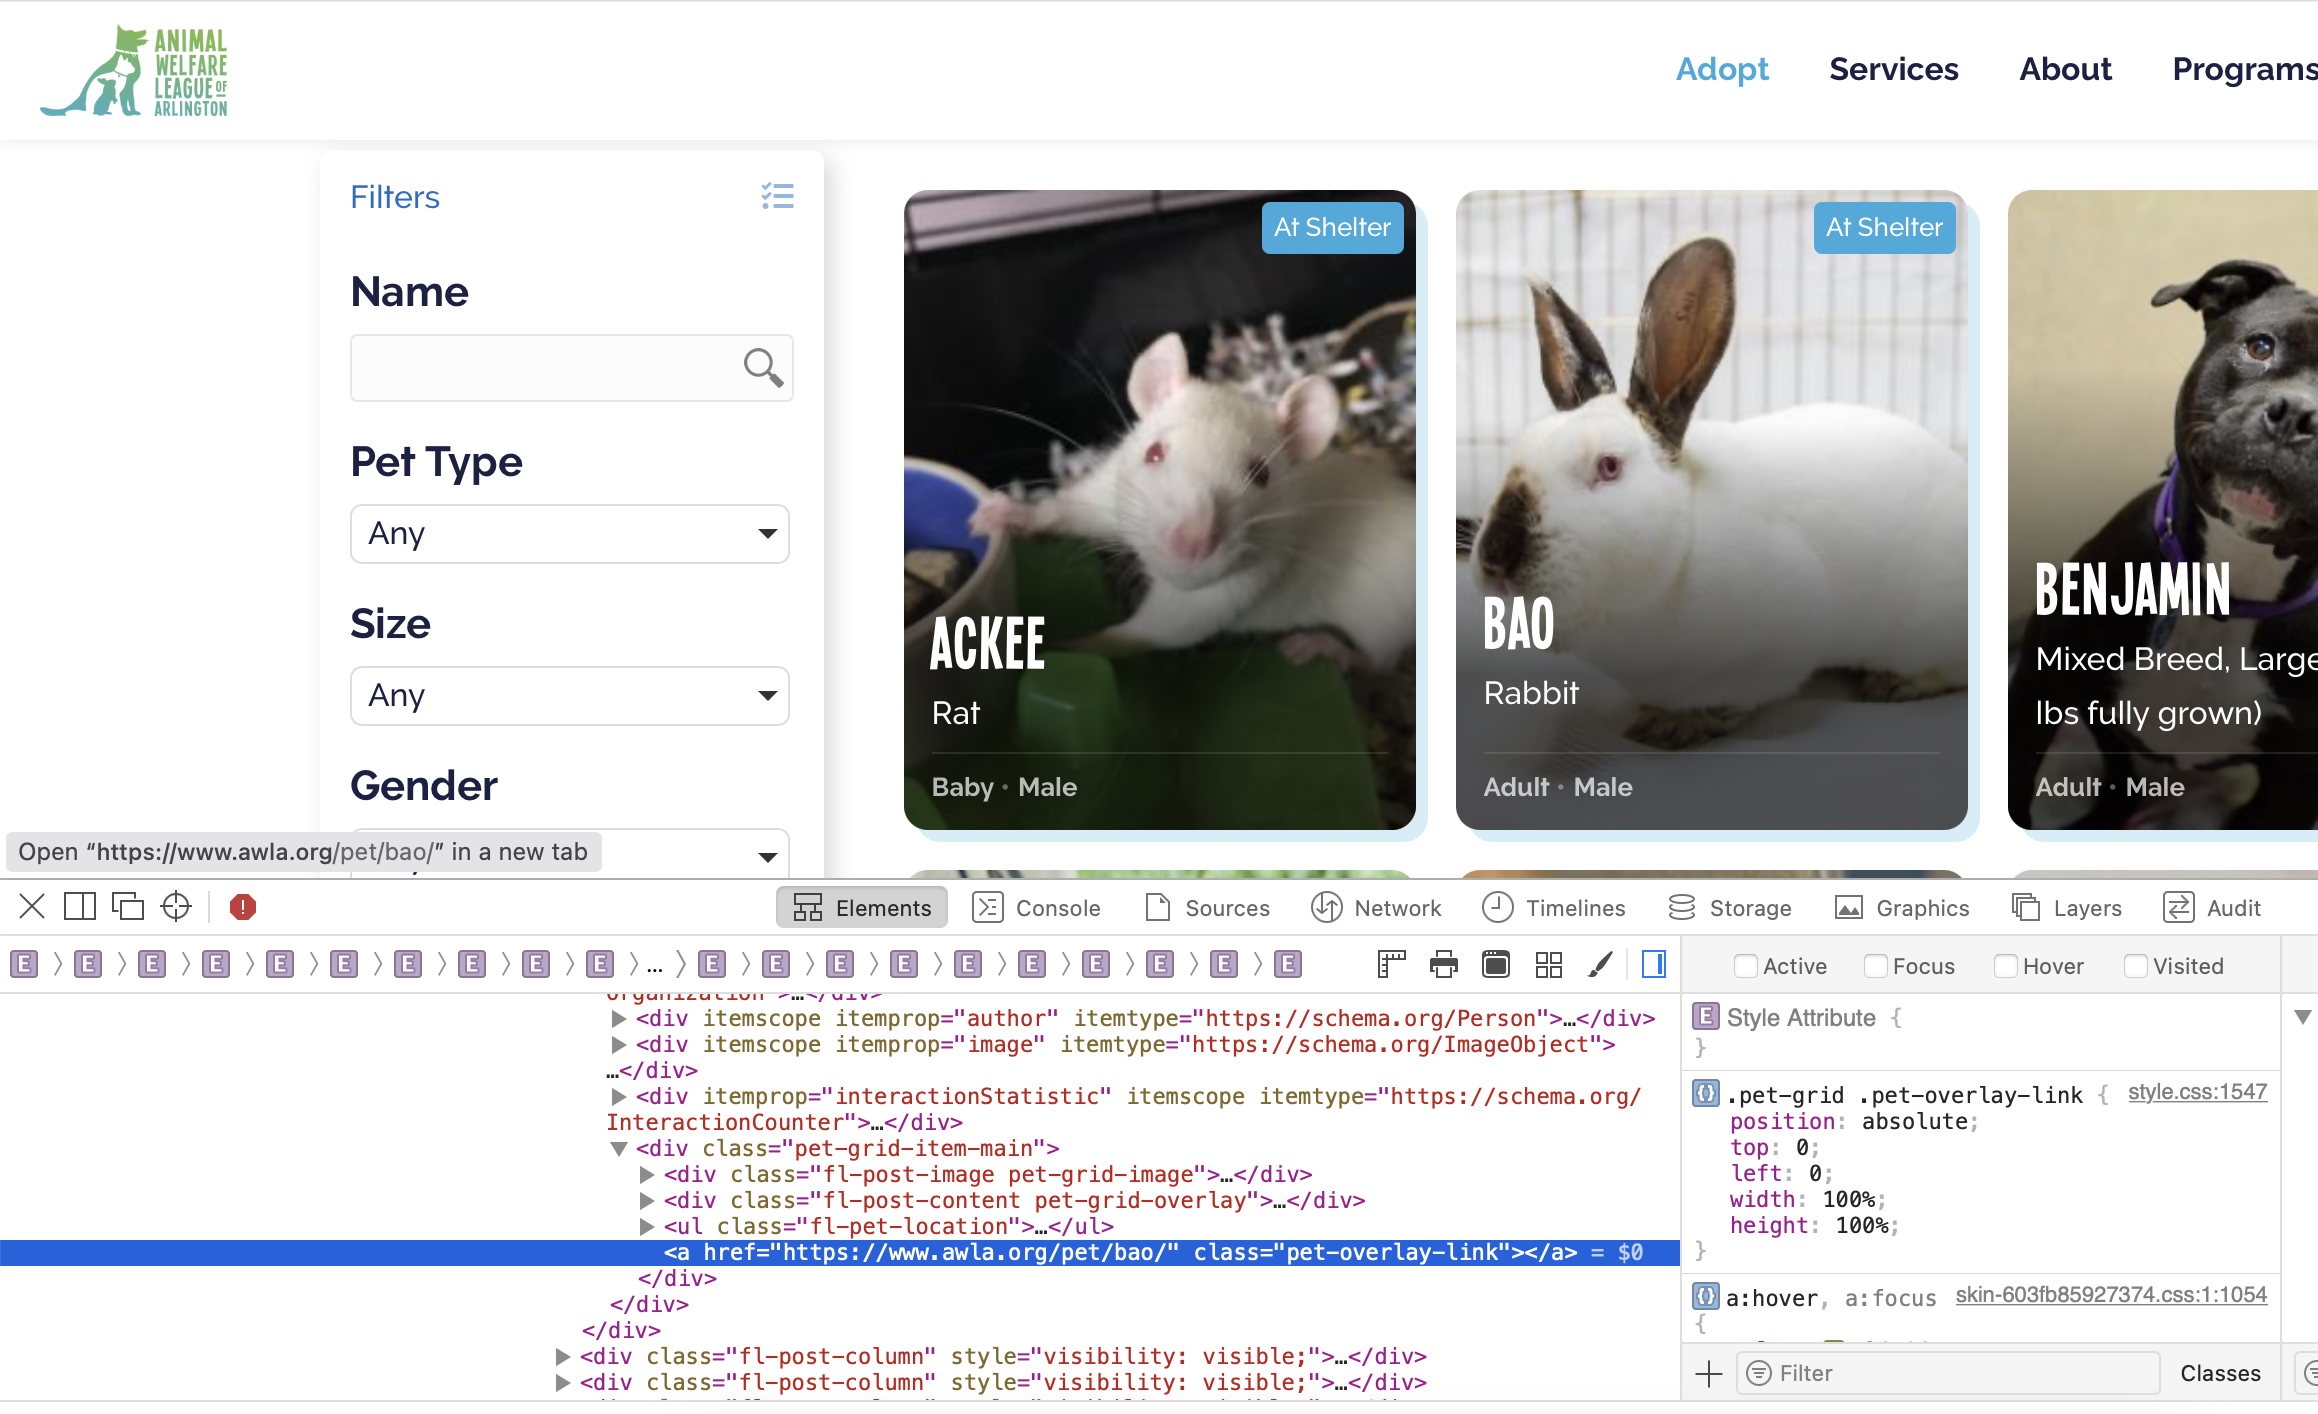 ANIMAL
WELFARE
LEAGUE OF
ARLINGTON
Adopt
Services
About
Programs
Filters
Name
Pet Type
Any
Size
Any
Gender
At Shelter
ACKEE
Rat
Baby • Male
At Shelter
BAO
Rabbit
Adult • Male
BENJAMIN
Mixed Breed, Large
lbs fully grown)
Adult • Male
Open “https://www.awla.org/pet/bao/” in a new tab
Elements
Console
Sources
Network
Timelines
Storage
Graphics
Layers
Audit
E 〉 E 〉 E 〉 E 〉 E 〉 E 〉 E 〉 E 〉 E 〉 E 〉 … 〉 E 〉 E 〉 E 〉 E 〉 E 〉 E 〉 E 〉 E 〉 E 〉 E
Active
Focus
Hover
Visited
organization">…</div>
<div itemscope itemprop="author" itemtype="https://schema.org/Person">…</div>
<div itemscope itemprop="image" itemtype="https://schema.org/ImageObject">
…</div>
<div itemprop="interactionStatistic" itemscope itemtype="https://schema.org/
InteractionCounter">…</div>
<div class="pet-grid-item-main">
<div class="fl-post-image pet-grid-image">…</div>
<div class="fl-post-content pet-grid-overlay">…</div>
<ul class="fl-pet-location">…</ul>
<a href="https://www.awla.org/pet/bao/" class="pet-overlay-link"></a> = $0
</div>
</div>
</div>
<div class="fl-post-column" style="visibility: visible;">…</div>
<div class="fl-post-column" style="visibility: visible;">…</div>
E Style Attribute {
}
.pet-grid .pet-overlay-link { style.css:1547
position: absolute;
top: 0;
left: 0;
width: 100%;
height: 100%;
}
a:hover, a:focus skin-603fb85927374.css:1:1054
{
Filter
Classes